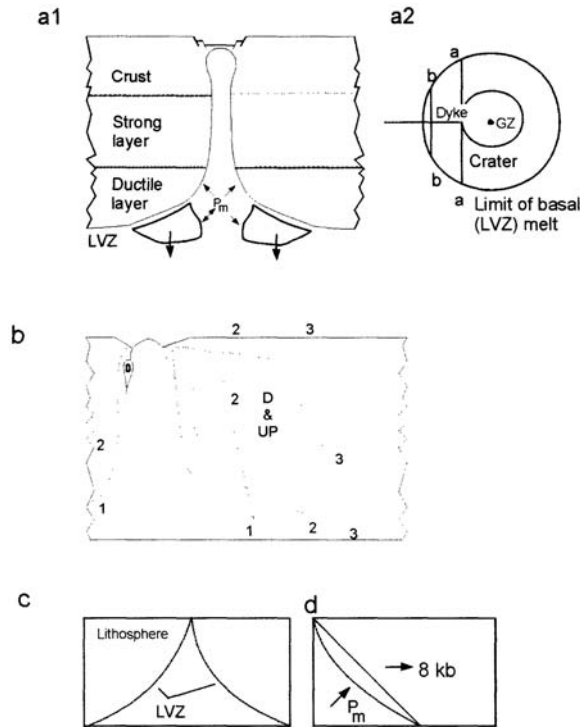 a1
a2
Crust
Strong
layer
Ductile
layer
LVZ
Pm
a
b
Dyke
GZ
Crater
b
a
Limit of basal
(LVZ) melt
b
2 3
D
&
UP
2
2
3
1
1 2 3
c
d
Lithosphere
LVZ
8 kb
Pm